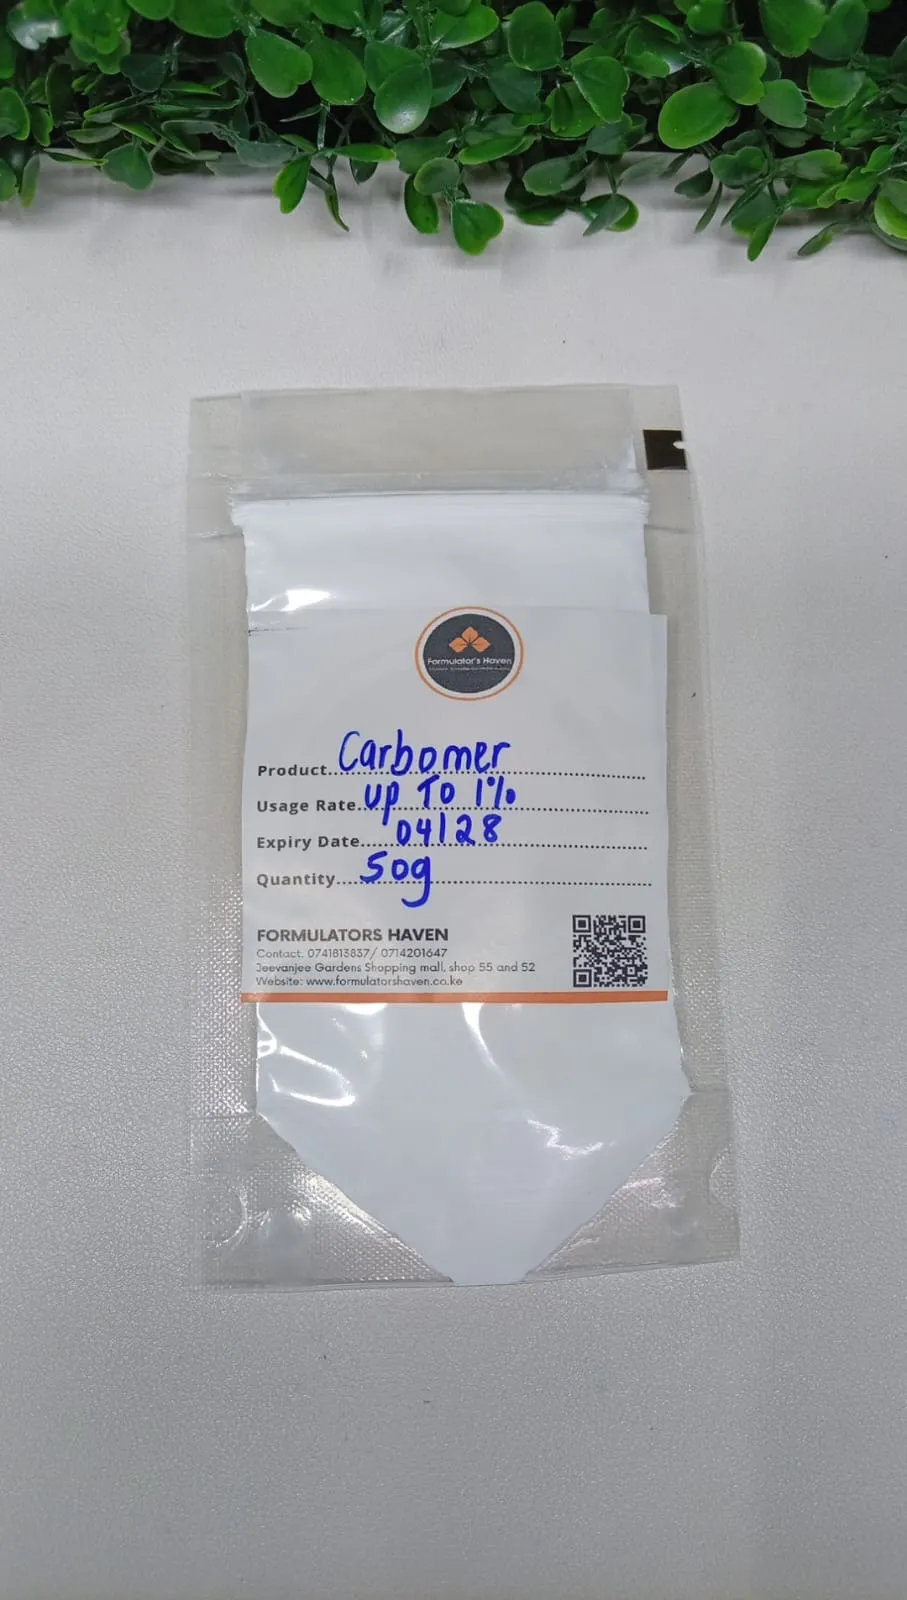 Formulator's Haven
Product....Carbomer
Usage Rate....up To 1%
Expiry Date....04/28
Quantity....50g
FORMULATORS HAVEN
Contact: 0741813837/ 0714201647
Jeevanjee Gardens Shopping mall, shop 55 and 52
Website: www.formulatorshaven.co.ke